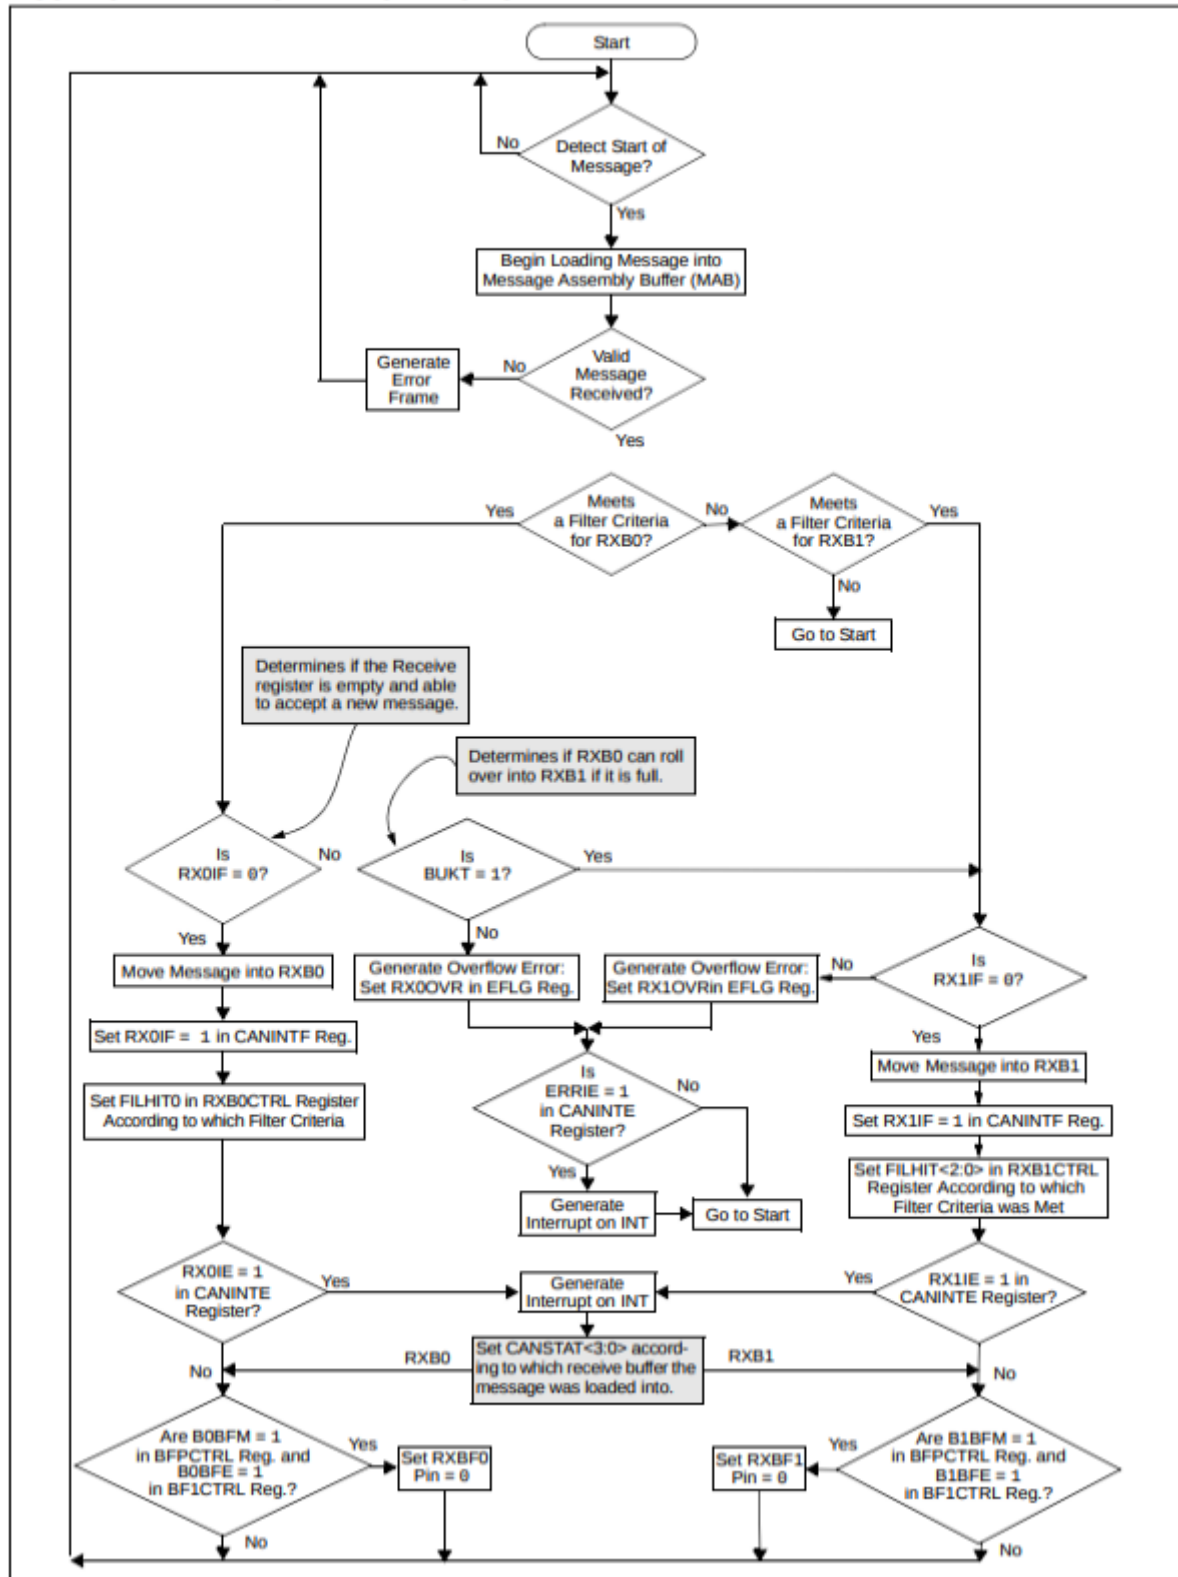 Start
No
Detect Start of
Message?
Yes
Begin Loading Message into
Message Assembly Buffer (MAB)
Generate
Error
Frame
No
Valid
Message
Received?
Yes
Yes
Meets
a Filter Criteria
for RXB0?
No
Meets
a Filter Criteria
for RXB1?
Yes
No
Go to Start
Determines if the Receive
register is empty and able
to accept a new message.
Determines if RXB0 can roll
over into RXB1 if it is full.
Is
RX0IF = 0?
No
Is
BUKT = 1?
Yes
Yes
No
Move Message into RXB0
Generate Overflow Error:
Set RX0OVR in EFLG Reg.
Generate Overflow Error:
Set RX1OVRin EFLG Reg.
No
Is
RX1IF = 0?
Set RX0IF = 1 in CANINTF Reg.
Yes
Is
ERRIE = 1
in CANINTE
Register?
No
Move Message into RXB1
Set FILHIT0 in RXB0CTRL Register
According to which Filter Criteria
Set RX1IF = 1 in CANINTF Reg.
Yes
Set FILHIT<2:0> in RXB1CTRL
Register According to which
Filter Criteria was Met
Generate
Interrupt on INT
Go to Start
RX0IE = 1
in CANINTE
Register?
Yes
Generate
Interrupt on INT
Yes
RX1IE = 1 in
CANINTE Register?
No
RXB0
Set CANSTAT<3:0> accord-
ing to which receive buffer the
message was loaded into.
RXB1
No
Are B0BFM = 1
in BFPCTRL Reg. and
B0BFE = 1
in BF1CTRL Reg.?
Yes
Set RXBF0
Pin = 0
Set RXBF1
Pin = 0
Yes
Are B1BFM = 1
in BFPCTRL Reg. and
B1BFE = 1
in BF1CTRL Reg.?
No
No